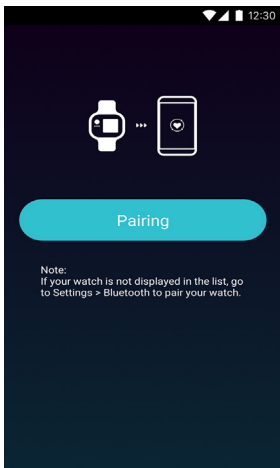 12:30
Pairing
Note:
If your watch is not displayed in the list, go
to Settings > Bluetooth to pair your watch.